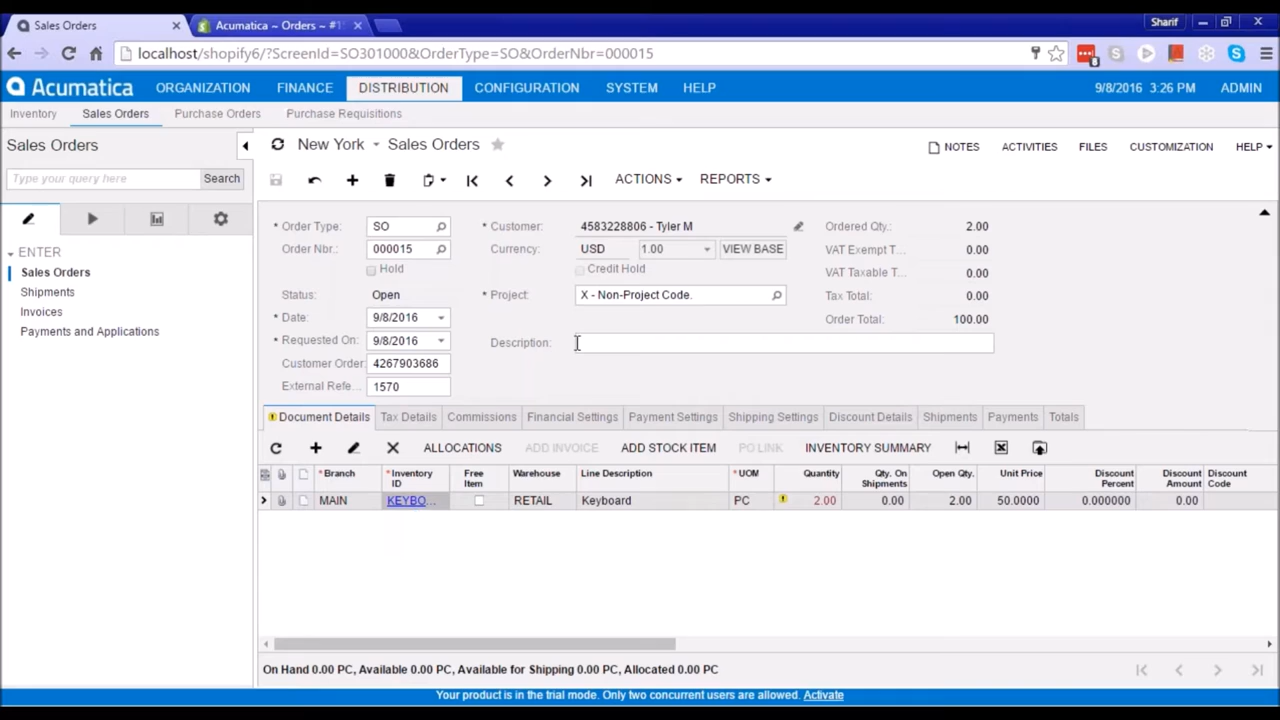 Sales Orders
Acumatica ~ Orders ~ #1
Sharif
localhost/shopify6/?ScreenId=SO301000&OrderType=SO&OrderNbr=000015
Acumatica ORGANIZATION FINANCE DISTRIBUTION CONFIGURATION SYSTEM HELP 9/8/2016 3:26 PM ADMIN
Inventory Sales Orders Purchase Orders Purchase Requisitions
Sales Orders
New York Sales Orders
NOTES ACTIVITIES FILES CUSTOMIZATION HELP
Type your query here Search
ACTIONS REPORTS
ENTER
Sales Orders
Shipments
Invoices
Payments and Applications
* Order Type: SO * Customer: 4583228806 - Tyler M Ordered Qty.: 2.00
Order Nbr.: 000015 Currency: USD 1.00 VIEW BASE VAT Exempt T... 0.00
Hold Credit Hold VAT Taxable T... 0.00
Status: Open * Project: X - Non-Project Code. Tax Total: 0.00
* Date: 9/8/2016 Order Total: 100.00
* Requested On: 9/8/2016 Description:
Customer Order: 4267903686
External Refe... 1570
Document Details Tax Details Commissions Financial Settings Payment Settings Shipping Settings Discount Details Shipments Payments Totals
ALLOCATIONS ADD INVOICE ADD STOCK ITEM PO LINK INVENTORY SUMMARY
* Branch * Inventory ID Free Item Warehouse Line Description * UOM Quantity Qty. On Shipments Open Qty. Unit Price Discount Percent Discount Amount Discount Code
MAIN KEYBO... RETAIL Keyboard PC 2.00 0.00 2.00 50.0000 0.000000 0.00
On Hand 0.00 PC, Available 0.00 PC, Available for Shipping 0.00 PC, Allocated 0.00 PC
Your product is in the trial mode. Only two concurrent users are allowed. Activate